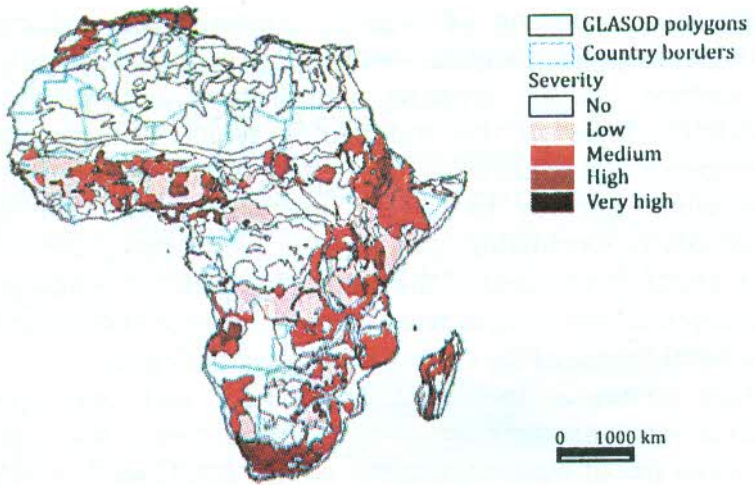 GLASOD polygons
Country borders
Severity
No
Low
Medium
High
Very high
0 1000 km